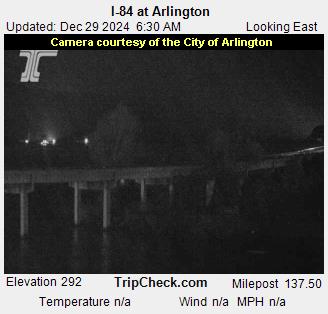 I-84 at Arlington
Updated: Dec 29 2024 6:30 AM Looking East
Camera courtesy of the City of Arlington
Elevation 292 TripCheck.com Milepost 137.50
Temperature n/a Wind n/a MPH n/a